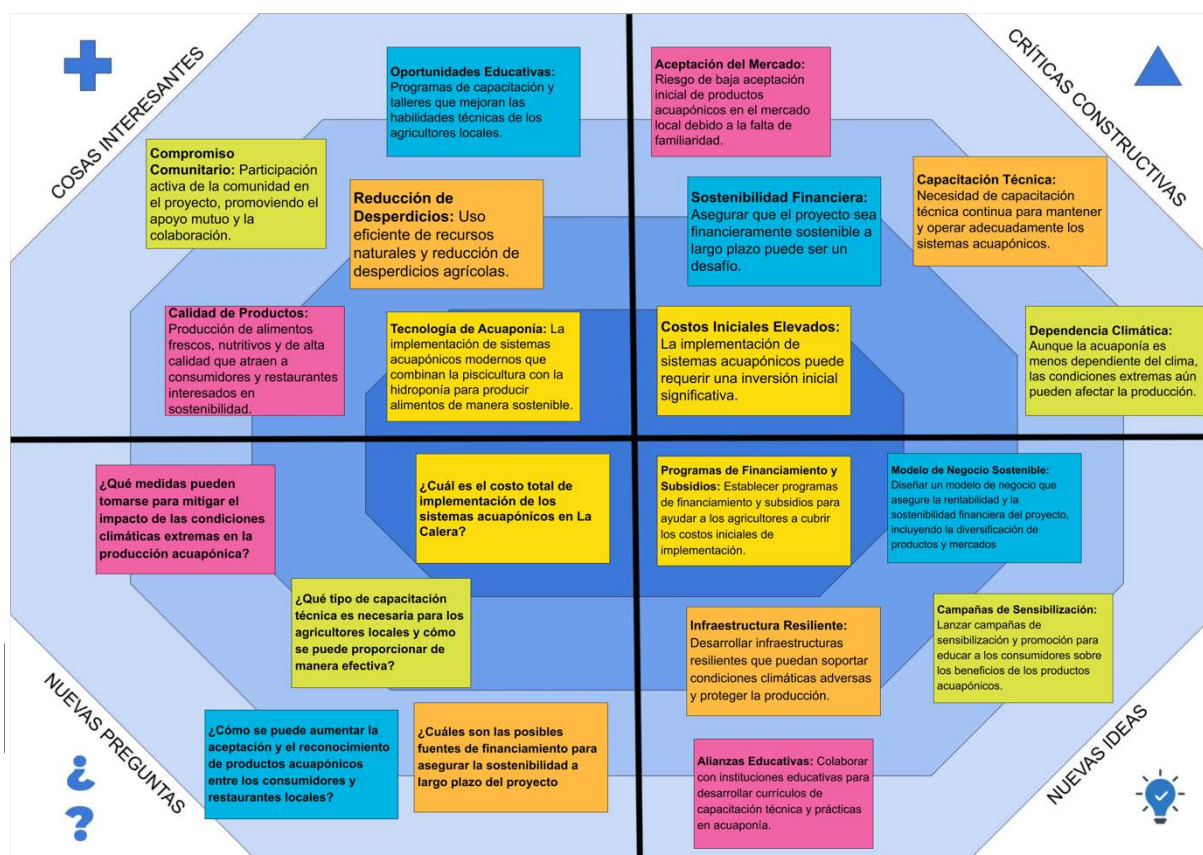 COSAS INTERESANTES
Oportunidades Educativas:
Programas de capacitación y
talleres que mejoran las
habilidades técnicas de los
agricultores locales.
Compromiso
Comunitario: Participación
activa de la comunidad en
el proyecto, promoviendo el
apoyo mutuo y la
colaboración.
Reducción de
Desperdicios: Uso
eficiente de recursos
naturales y reducción de
desperdicios agrícolas.
Calidad de Productos:
Producción de alimentos
frescos, nutritivos y de alta
calidad que atraen a
consumidores y restaurantes
interesados en
sostenibilidad.
Tecnología de Acuaponía: La
implementación de sistemas
acuapónicos modernos que
combinan la piscicultura con la
hidroponía para producir
alimentos de manera sostenible.
CRÍTICAS CONSTRUCTIVAS
Aceptación del Mercado:
Riesgo de baja aceptación
inicial de productos
acuapónicos en el mercado
local debido a la falta de
familiaridad.
Sostenibilidad Financiera:
Asegurar que el proyecto sea
financieramente sostenible a
largo plazo puede ser un
desafío.
Capacitación Técnica:
Necesidad de capacitación
técnica continua para mantener
y operar adecuadamente los
sistemas acuapónicos.
Costos Iniciales Elevados:
La implementación de
sistemas acuapónicos puede
requerir una inversión inicial
significativa.
Dependencia Climática:
Aunque la acuaponía es
menos dependiente del clima,
las condiciones extremas aún
pueden afectar la producción.
NUEVAS PREGUNTAS
¿Qué medidas pueden
tomarse para mitigar el
impacto de las condiciones
climáticas extremas en la
producción acuapónica?
¿Cuál es el costo total de
implementación de los
sistemas acuapónicos en La
Calera?
¿Qué tipo de capacitación
técnica es necesaria para los
agricultores locales y cómo
se puede proporcionar de
manera efectiva?
¿Cómo se puede aumentar la
aceptación y el reconocimiento
de productos acuapónicos
entre los consumidores y
restaurantes locales?
¿Cuáles son las posibles
fuentes de financiamiento para
asegurar la sostenibilidad a
largo plazo del proyecto
¿
?
NUEVAS IDEAS
Programas de Financiamiento y
Subsidios: Establecer programas
de financiamiento y subsidios para
ayudar a los agricultores a cubrir
los costos iniciales de
implementación.
Modelo de Negocio Sostenible:
Diseñar un modelo de negocio que
asegure la rentabilidad y la
sostenibilidad financiera del proyecto,
incluyendo la diversificación de
productos y mercados
Infraestructura Resiliente:
Desarrollar infraestructuras
resilientes que puedan soportar
condiciones climáticas adversas
y proteger la producción.
Campañas de Sensibilización:
Lanzar campañas de
sensibilización y promoción para
educar a los consumidores sobre
los beneficios de los productos
acuapónicos.
Alianzas Educativas: Colaborar
con instituciones educativas para
desarrollar currículos de
capacitación técnica y prácticas
en acuaponía.